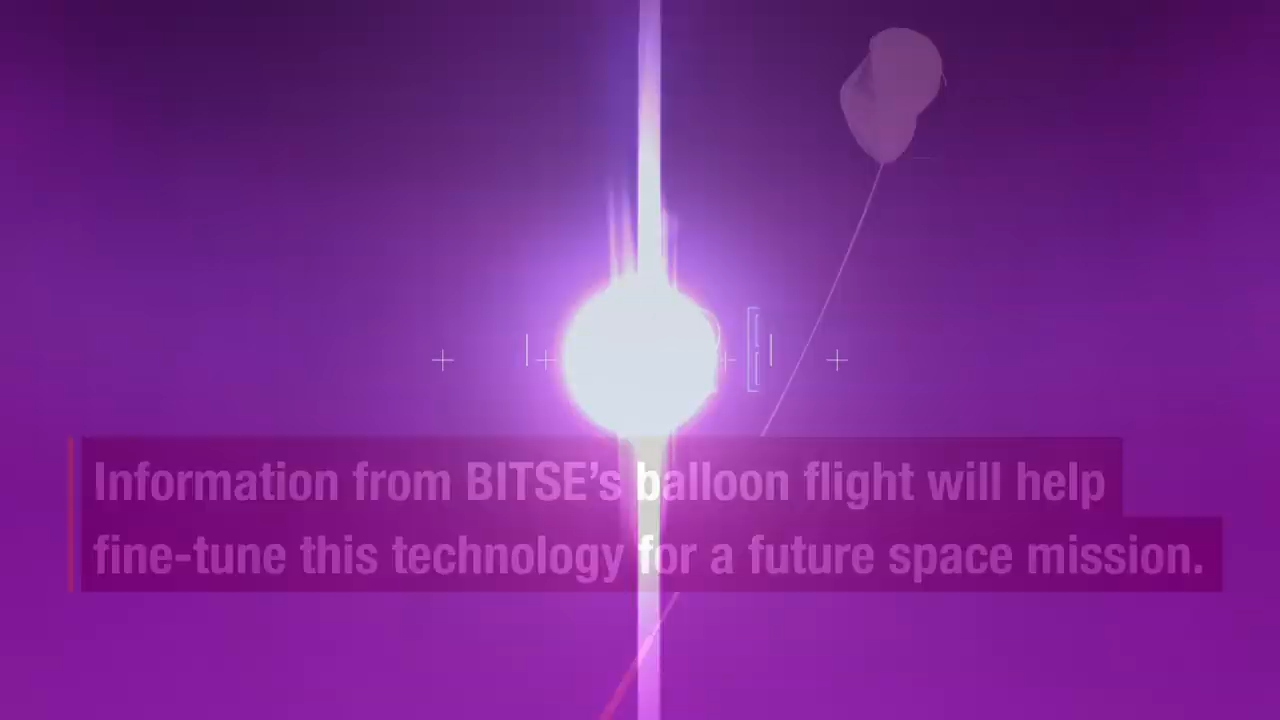 Information from BITSE’s balloon flight will help
fine-tune this technology for a future space mission.